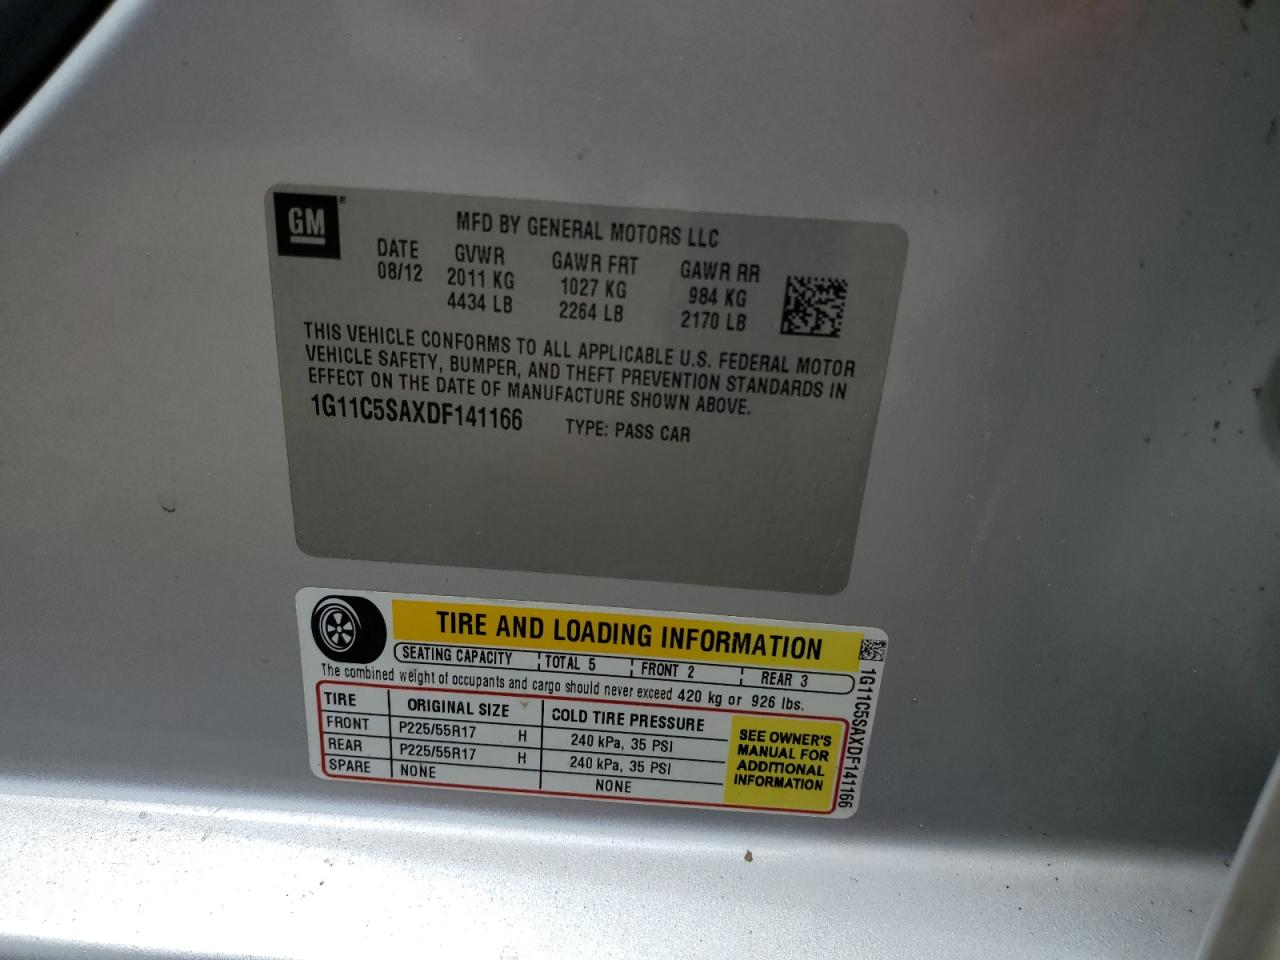 GM
MFD BY GENERAL MOTORS LLC
DATE GVWR GAWR FRT GAWR RR
08/12 2011 KG 1027 KG 984 KG
4434 LB 2264 LB 2170 LB
THIS VEHICLE CONFORMS TO ALL APPLICABLE U.S. FEDERAL MOTOR
VEHICLE SAFETY, BUMPER, AND THEFT PREVENTION STANDARDS IN
EFFECT ON THE DATE OF MANUFACTURE SHOWN ABOVE.
1G11C5SAXDF141166 TYPE: PASS CAR
TIRE AND LOADING INFORMATION
SEATING CAPACITY TOTAL 5 FRONT 2 REAR 3
The combined weight of occupants and cargo should never exceed 420 kg or 926 lbs.
TIRE ORIGINAL SIZE COLD TIRE PRESSURE
FRONT P225/55R17 H 240 kPa, 35 PSI
REAR P225/55R17 H 240 kPa, 35 PSI
SPARE NONE NONE
SEE OWNER'S
MANUAL FOR
ADDITIONAL
INFORMATION
1G11C5SAXDF141166